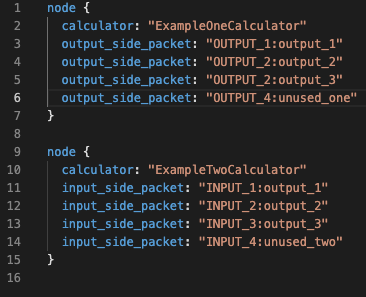 1 node {
2 calculator: "ExampleOneCalculator"
3 output_side_packet: "OUTPUT_1:output_1"
4 output_side_packet: "OUTPUT_2:output_2"
5 output_side_packet: "OUTPUT_2:output_3"
6 output_side_packet: "OUTPUT_4:unused_one"
7 }
8
9 node {
10 calculator: "ExampleTwoCalculator"
11 input_side_packet: "INPUT_1:output_1"
12 input_side_packet: "INPUT_2:output_2"
13 input_side_packet: "INPUT_3:output_3"
14 input_side_packet: "INPUT_4:unused_two"
15 }
16